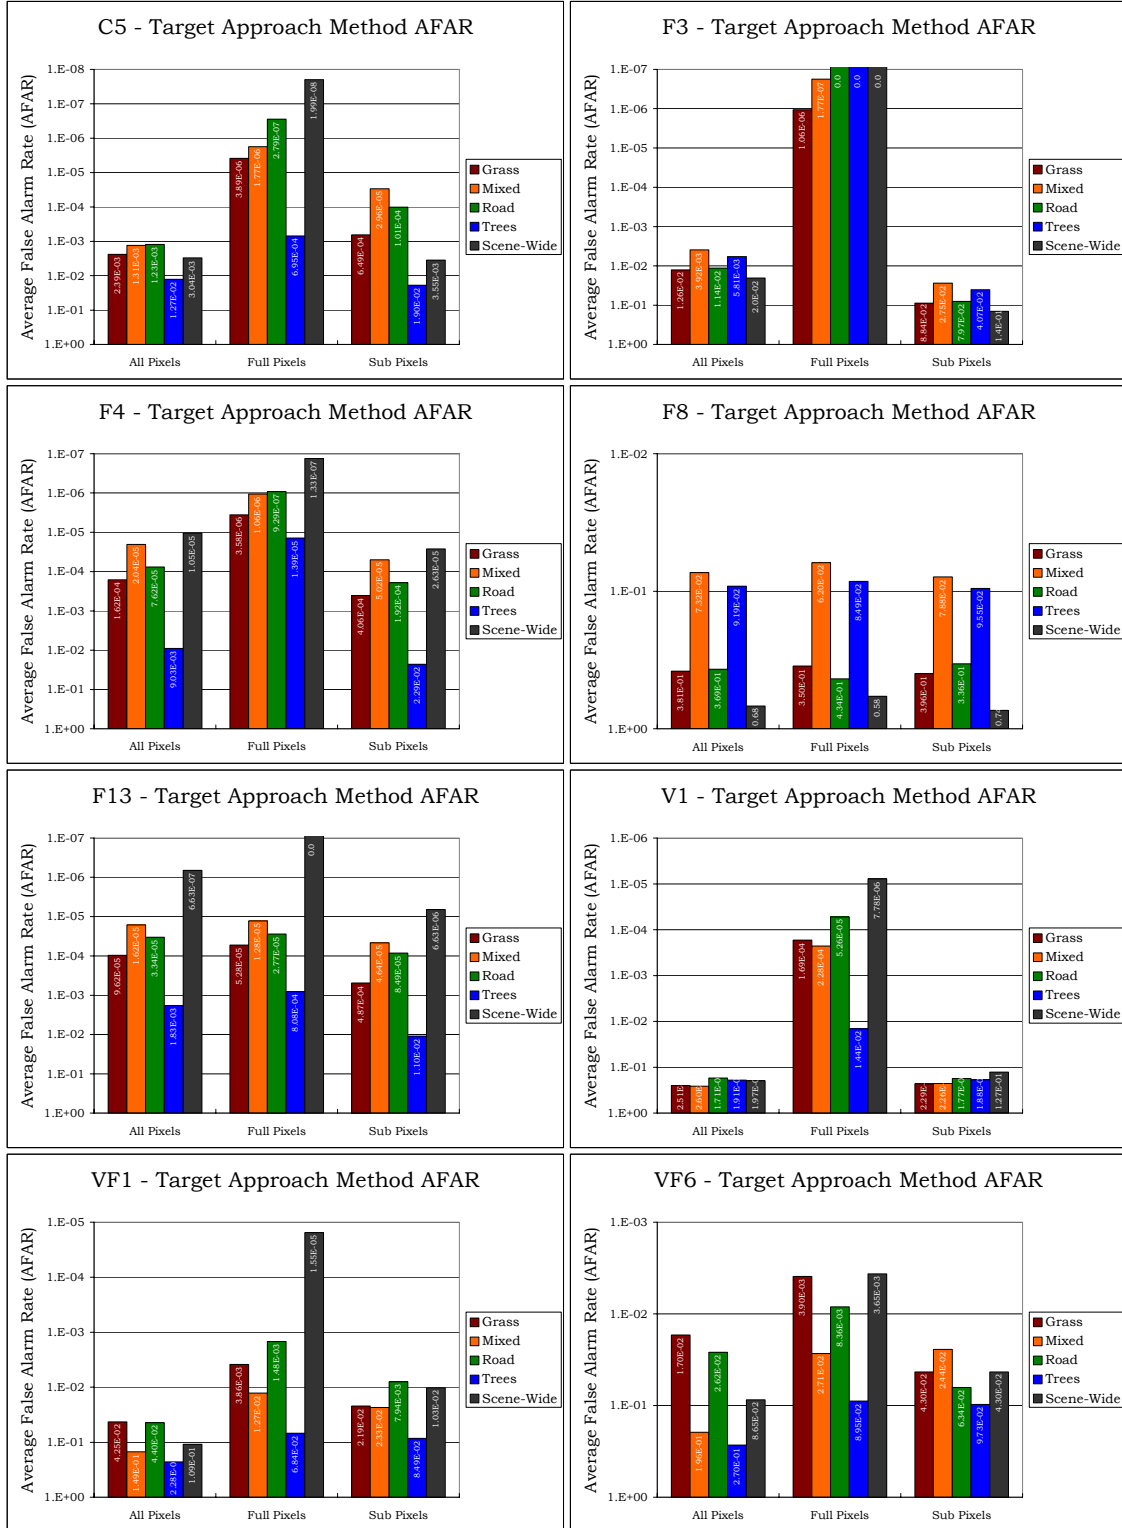 C5 - Target Approach Method AFAR
Average False Alarm Rate (AFAR)
1.E-08
1.E-07
1.E-06
1.E-05
1.E-04
1.E-03
1.E-02
1.E-01
1.E+00
2.39E-03
1.31E-03
1.23E-03
1.27E-02
3.04E-03
3.89E-06
1.77E-06
2.79E-07
6.95E-04
1.99E-08
6.49E-04
2.96E-05
1.01E-04
1.90E-02
3.55E-03
All Pixels
Full Pixels
Sub Pixels
Grass
Mixed
Road
Trees
Scene-Wide
F3 - Target Approach Method AFAR
Average False Alarm Rate (AFAR)
1.E-07
1.E-06
1.E-05
1.E-04
1.E-03
1.E-02
1.E-01
1.E+00
1.26E-02
3.92E-03
1.14E-02
5.81E-03
2.0E-02
1.06E-06
1.77E-07
0.0
0.0
0.0
8.84E-02
2.75E-02
7.97E-02
4.07E-02
1.4E-01
All Pixels
Full Pixels
Sub Pixels
Grass
Mixed
Road
Trees
Scene-Wide
F4 - Target Approach Method AFAR
Average False Alarm Rate (AFAR)
1.E-07
1.E-06
1.E-05
1.E-04
1.E-03
1.E-02
1.E-01
1.E+00
1.62E-04
2.04E-05
7.62E-05
9.03E-03
1.05E-05
3.58E-06
1.06E-06
9.29E-07
1.39E-05
1.33E-07
4.06E-04
5.02E-05
1.92E-04
2.29E-02
2.63E-05
All Pixels
Full Pixels
Sub Pixels
Grass
Mixed
Road
Trees
Scene-Wide
F8 - Target Approach Method AFAR
Average False Alarm Rate (AFAR)
1.E-02
1.E-01
1.E+00
3.81E-01
7.32E-02
3.69E-01
9.19E-02
0.68
3.50E-01
6.20E-02
4.34E-01
8.49E-02
0.58
3.96E-01
7.88E-02
3.36E-01
9.55E-02
All Pixels
Full Pixels
Sub Pixels
Grass
Mixed
Road
Trees
Scene-Wide
F13 - Target Approach Method AFAR
Average False Alarm Rate (AFAR)
1.E-07
1.E-06
1.E-05
1.E-04
1.E-03
1.E-02
1.E-01
1.E+00
9.62E-05
1.62E-05
3.34E-05
1.83E-03
6.63E-07
5.28E-05
1.28E-05
2.77E-05
8.08E-04
0.0
4.87E-04
4.64E-05
8.49E-05
1.10E-02
6.63E-06
All Pixels
Full Pixels
Sub Pixels
Grass
Mixed
Road
Trees
Scene-Wide
V1 - Target Approach Method AFAR
Average False Alarm Rate (AFAR)
1.E-06
1.E-05
1.E-04
1.E-03
1.E-02
1.E-01
1.E+00
2.51E
2.60E
1.71E-0
1.91E-0
1.97E-0
1.69E-04
2.28E-04
5.26E-05
1.44E-02
7.78E-06
2.29E-
2.26E-
1.77E-0
1.88E-0
1.27E-01
All Pixels
Full Pixels
Sub Pixels
Grass
Mixed
Road
Trees
Scene-Wide
VF1 - Target Approach Method AFAR
Average False Alarm Rate (AFAR)
1.E-05
1.E-04
1.E-03
1.E-02
1.E-01
1.E+00
4.25E-02
1.49E-01
4.40E-02
2.28E-0
1.09E-01
3.86E-03
1.27E-02
1.48E-03
6.84E-02
1.55E-05
2.19E-02
2.33E-02
7.94E-03
8.49E-02
1.03E-02
All Pixels
Full Pixels
Sub Pixels
Grass
Mixed
Road
Trees
Scene-Wide
VF6 - Target Approach Method AFAR
Average False Alarm Rate (AFAR)
1.E-03
1.E-02
1.E-01
1.E+00
1.70E-02
1.96E-01
2.62E-02
2.70E-01
8.65E-02
3.90E-03
2.71E-02
8.36E-03
8.95E-02
3.65E-03
4.30E-02
2.44E-02
6.34E-02
9.73E-02
4.30E-02
All Pixels
Full Pixels
Sub Pixels
Grass
Mixed
Road
Trees
Scene-Wide